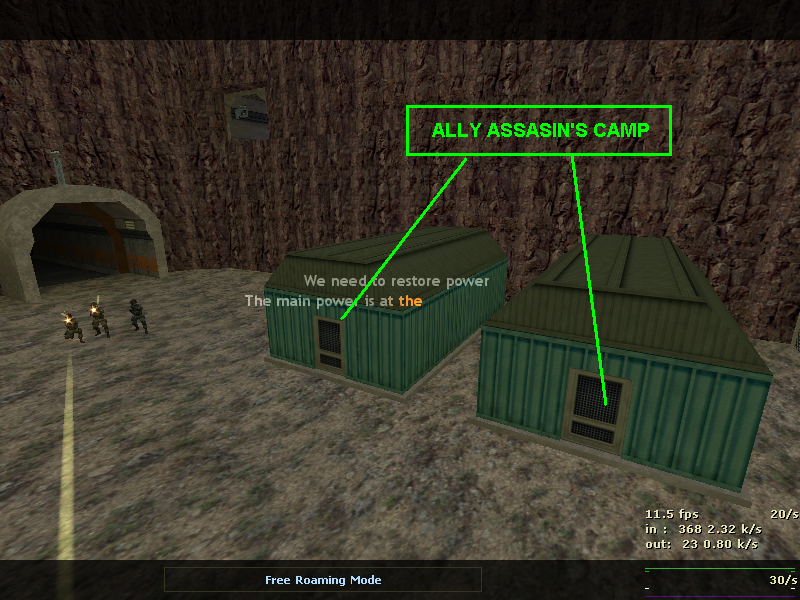 ALLY ASSASIN'S CAMP
We need to restore power
The main power is at the
11.5 fps 20/s
in : 368 2.32 k/s
out: 23 0.80 k/s
Free Roaming Mode
30/s